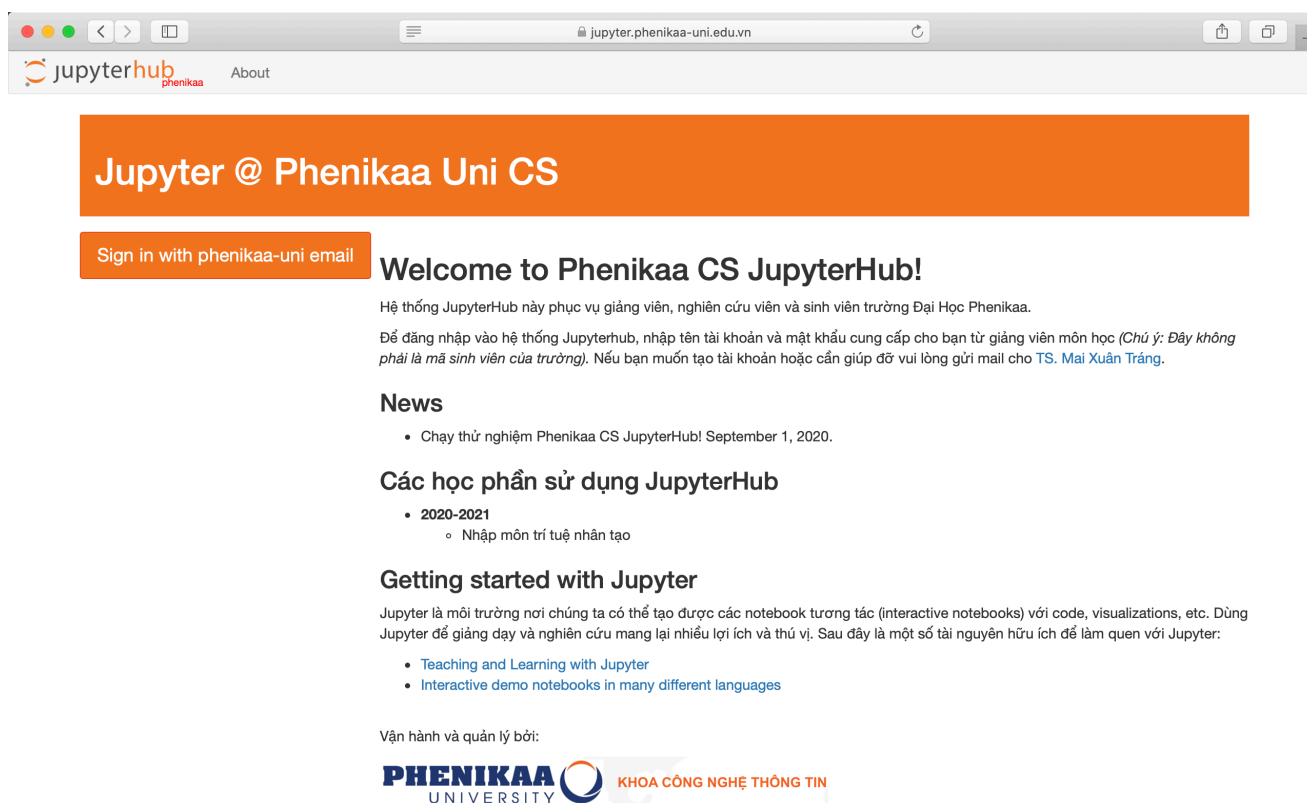 jupyter.phenikaa-uni.edu.vn
jupyterhub
phenikaa
About
Jupyter @ Phenikaa Uni CS
Sign in with phenikaa-uni email
Welcome to Phenikaa CS JupyterHub!
Hệ thống JupyterHub này phục vụ giảng viên, nghiên cứu viên và sinh viên trường Đại Học Phenikaa.
Để đăng nhập vào hệ thống Jupyterhub, nhập tên tài khoản và mật khẩu cung cấp cho bạn từ giảng viên môn học (Chú ý: Đây không
phải là mã sinh viên của trường). Nếu bạn muốn tạo tài khoản hoặc cần giúp đỡ vui lòng gửi mail cho TS. Mai Xuân Tráng.
News
• Chạy thử nghiệm Phenikaa CS JupyterHub! September 1, 2020.
Các học phần sử dụng JupyterHub
• 2020-2021
◦ Nhập môn trí tuệ nhân tạo
Getting started with Jupyter
Jupyter là môi trường nơi chúng ta có thể tạo được các notebook tương tác (interactive notebooks) với code, visualizations, etc. Dùng
Jupyter để giảng dạy và nghiên cứu mang lại nhiều lợi ích và thú vị. Sau đây là một số tài nguyên hữu ích để làm quen với Jupyter:
• Teaching and Learning with Jupyter
• Interactive demo notebooks in many different languages
Vận hành và quản lý bởi:
PHENIKAA
UNIVERSITY
KHOA CÔNG NGHỆ THÔNG TIN